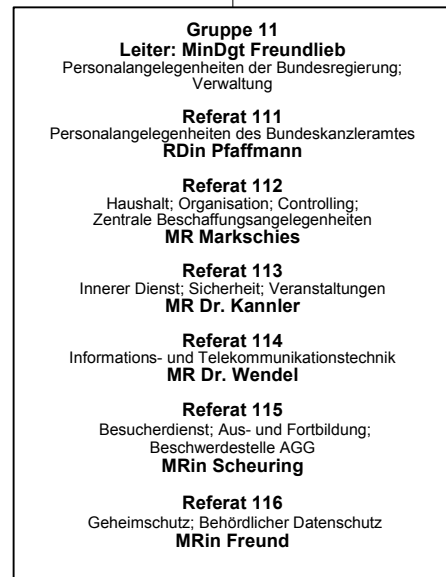 Gruppe 11
Leiter: MinDgt Freundlieb
Personalangelegenheiten der Bundesregierung;
Verwaltung
Referat 111
Personalangelegenheiten des Bundeskanzleramtes
RDin Pfaffmann
Referat 112
Haushalt; Organisation; Controlling;
Zentrale Beschaffungsangelegenheiten
MR Markschies
Referat 113
Innerer Dienst; Sicherheit; Veranstaltungen
MR Dr. Kannler
Referat 114
Informations- und Telekommunikationstechnik
MR Dr. Wendel
Referat 115
Besucherdienst; Aus- und Fortbildung;
Beschwerdestelle AGG
MRin Scheuring
Referat 116
Geheimschutz; Behördlicher Datenschutz
MRin Freund